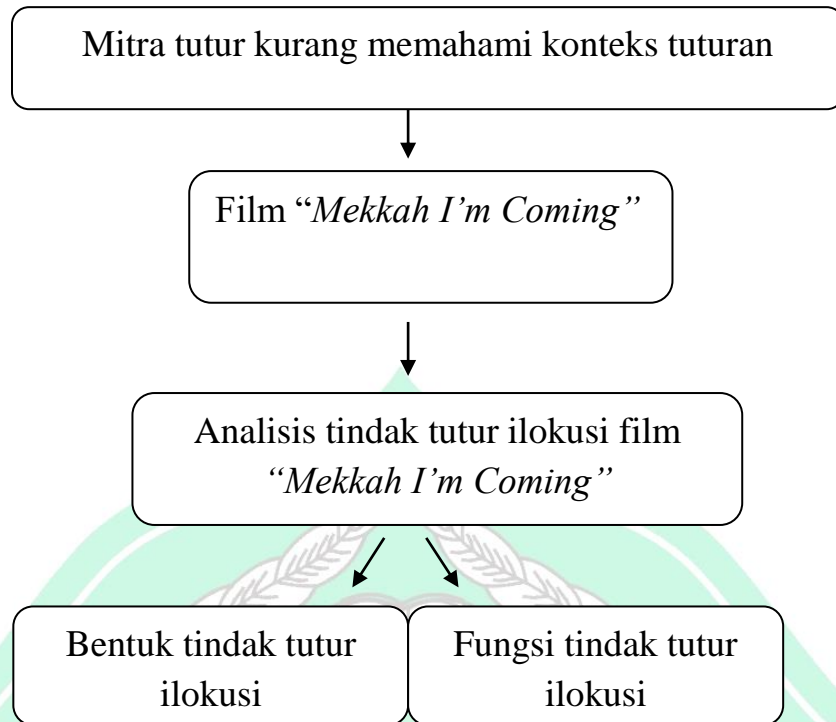 Mitra tutur kurang memahami konteks tuturan
Film “Mekkah I’m Coming”
Analisis tindak tutur ilokusi film
“Mekkah I’m Coming”
Bentuk tindak tutur
ilokusi
Fungsi tindak tutur
ilokusi